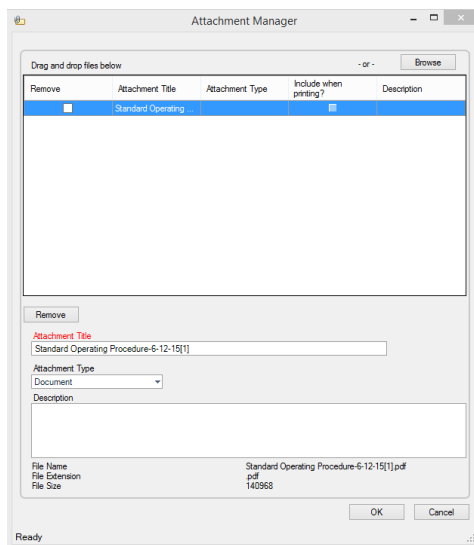 Attachment Manager
Drag and drop files below - or - Browse
Remove Attachment Title Attachment Type Include when printing? Description
Standard Operating ...
Remove
Attachment Title
Standard Operating Procedure-6-12-15[1]
Attachment Type
Document
Description
File Name Standard Operating Procedure-6-12-15[1].pdf
File Extension .pdf
File Size 140968
OK Cancel
Ready